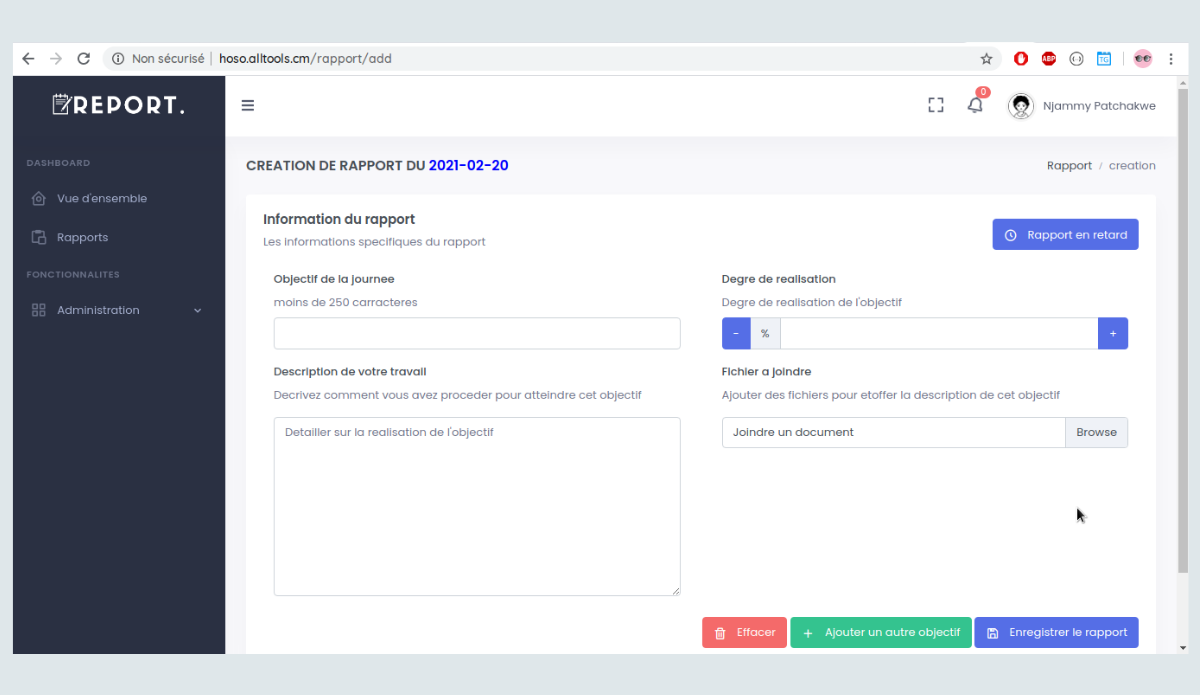 Non sécurisé | hoso.alltools.cm/rapport/add
ABP
TG
REPORT.
0
Njammy Patchakwe
DASHBOARD
Vue d'ensemble
Rapports
FONCTIONNALITES
Administration
CREATION DE RAPPORT DU 2021-02-20
Rapport / creation
Information du rapport
Les informations specifiques du rapport
Rapport en retard
Objectif de la journee
moins de 250 carracteres
Degre de realisation
Degre de realisation de l'objectif
- % +
Description de votre travail
Decrivez comment vous avez proceder pour atteindre cet objectif
Detailler sur la realisation de l'objectif
Fichier a joindre
Ajouter des fichiers pour etoffer la description de cet objectif
Joindre un document Browse
Effacer
+ Ajouter un autre objectif
Enregistrer le rapport